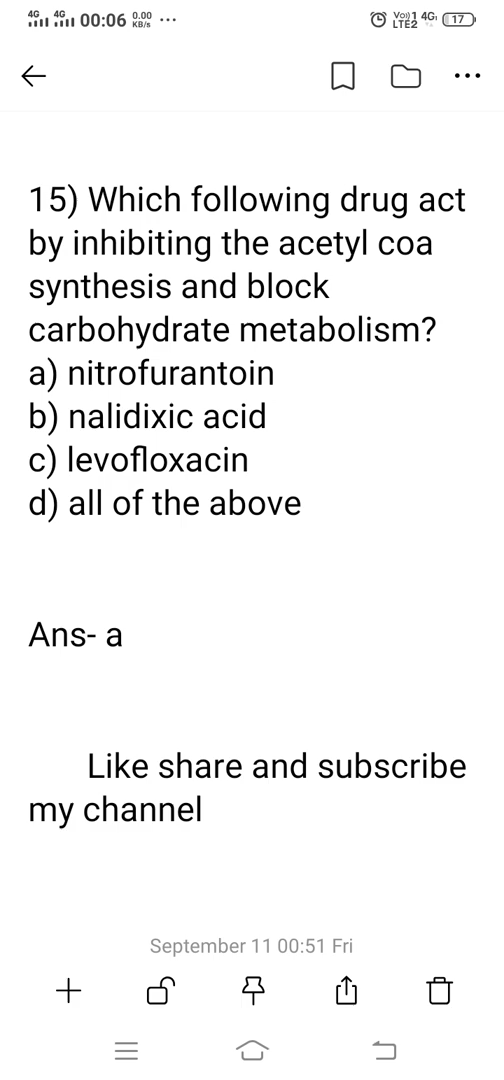 4G 4G 00:06 0.00 KB/s ... Vo))1 4G LTE2 17
15) Which following drug act
by inhibiting the acetyl coa
synthesis and block
carbohydrate metabolism?
a) nitrofurantoin
b) nalidixic acid
c) levofloxacin
d) all of the above
Ans- a
Like share and subscribe
my channel
September 11 00:51 Fri